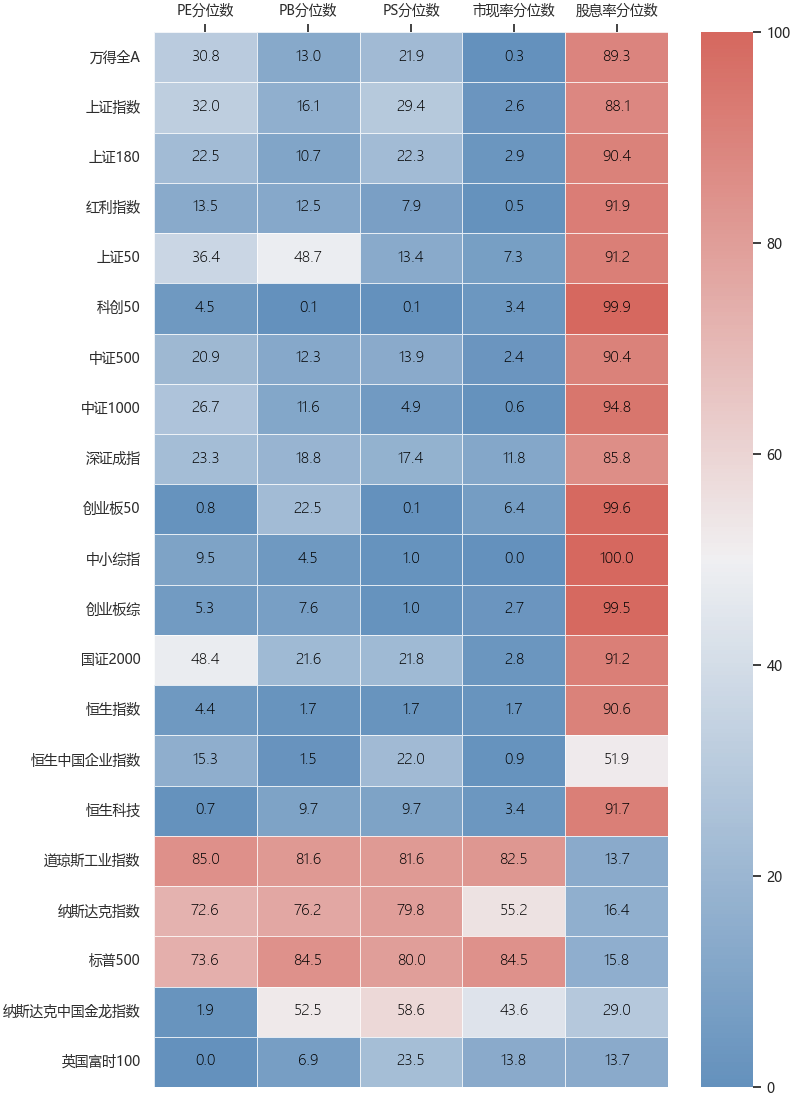 PE分位数 PB分位数 PS分位数 市现率分位数 股息率分位数
万得全A 30.8 13.0 21.9 0.3 89.3
上证指数 32.0 16.1 29.4 2.6 88.1
上证180 22.5 10.7 22.3 2.9 90.4
红利指数 13.5 12.5 7.9 0.5 91.9
上证50 36.4 48.7 13.4 7.3 91.2
科创50 4.5 0.1 0.1 3.4 99.9
中证500 20.9 12.3 13.9 2.4 90.4
中证1000 26.7 11.6 4.9 0.6 94.8
深证成指 23.3 18.8 17.4 11.8 85.8
创业板50 0.8 22.5 0.1 6.4 99.6
中小综指 9.5 4.5 1.0 0.0 100.0
创业板综 5.3 7.6 1.0 2.7 99.5
国证2000 48.4 21.6 21.8 2.8 91.2
恒生指数 4.4 1.7 1.7 1.7 90.6
恒生中国企业指数 15.3 1.5 22.0 0.9 51.9
恒生科技 0.7 9.7 9.7 3.4 91.7
道琼斯工业指数 85.0 81.6 81.6 82.5 13.7
纳斯达克指数 72.6 76.2 79.8 55.2 16.4
标普500 73.6 84.5 80.0 84.5 15.8
纳斯达克中国金龙指数 1.9 52.5 58.6 43.6 29.0
英国富时100 0.0 6.9 23.5 13.8 13.7
100
80
60
40
20
0